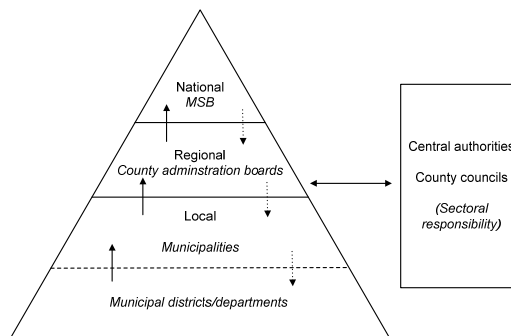 National
MSB
Regional
County adminstration boards
Local
Municipalities
Municipal districts/departments
Central authorities
County councils
(Sectoral
responsibility)